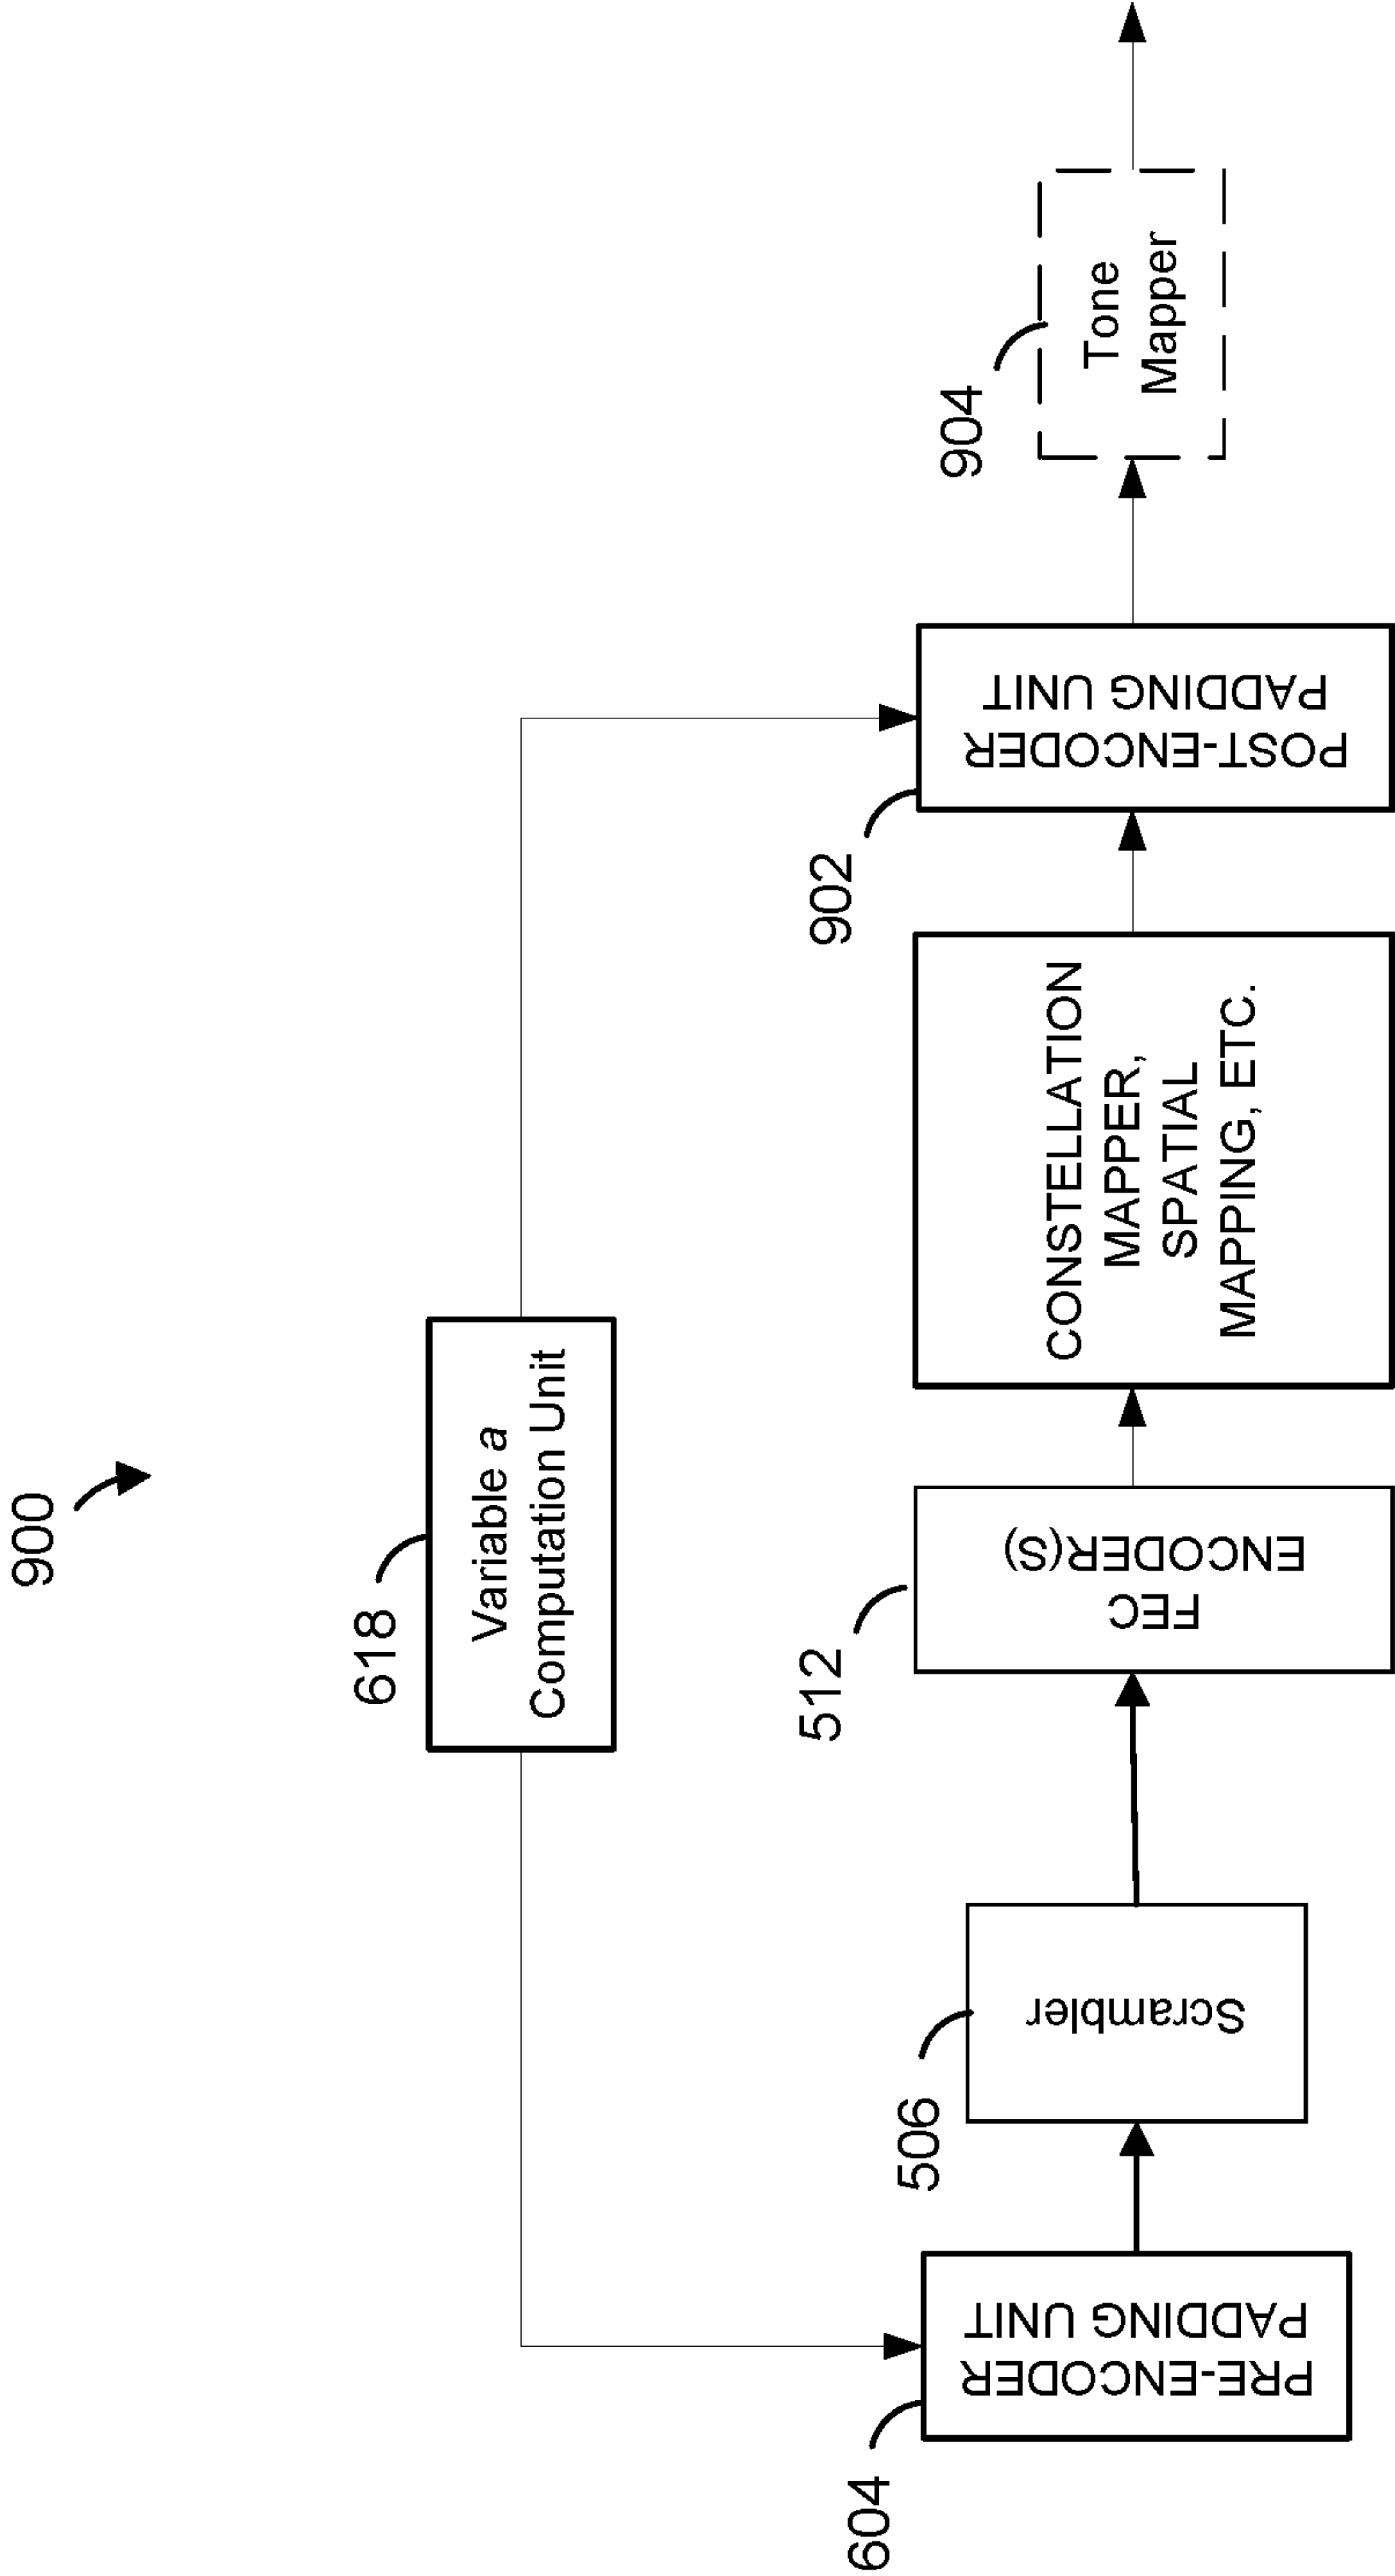 900
618
Variable a
Computation Unit
604
PRE-ENCODER
PADDING UNIT
506
Scrambler
512
FEC
ENCODER(S)
CONSTELLATION
MAPPER,
SPATIAL
MAPPING, ETC.
902
POST-ENCODER
PADDING UNIT
904
Tone
Mapper